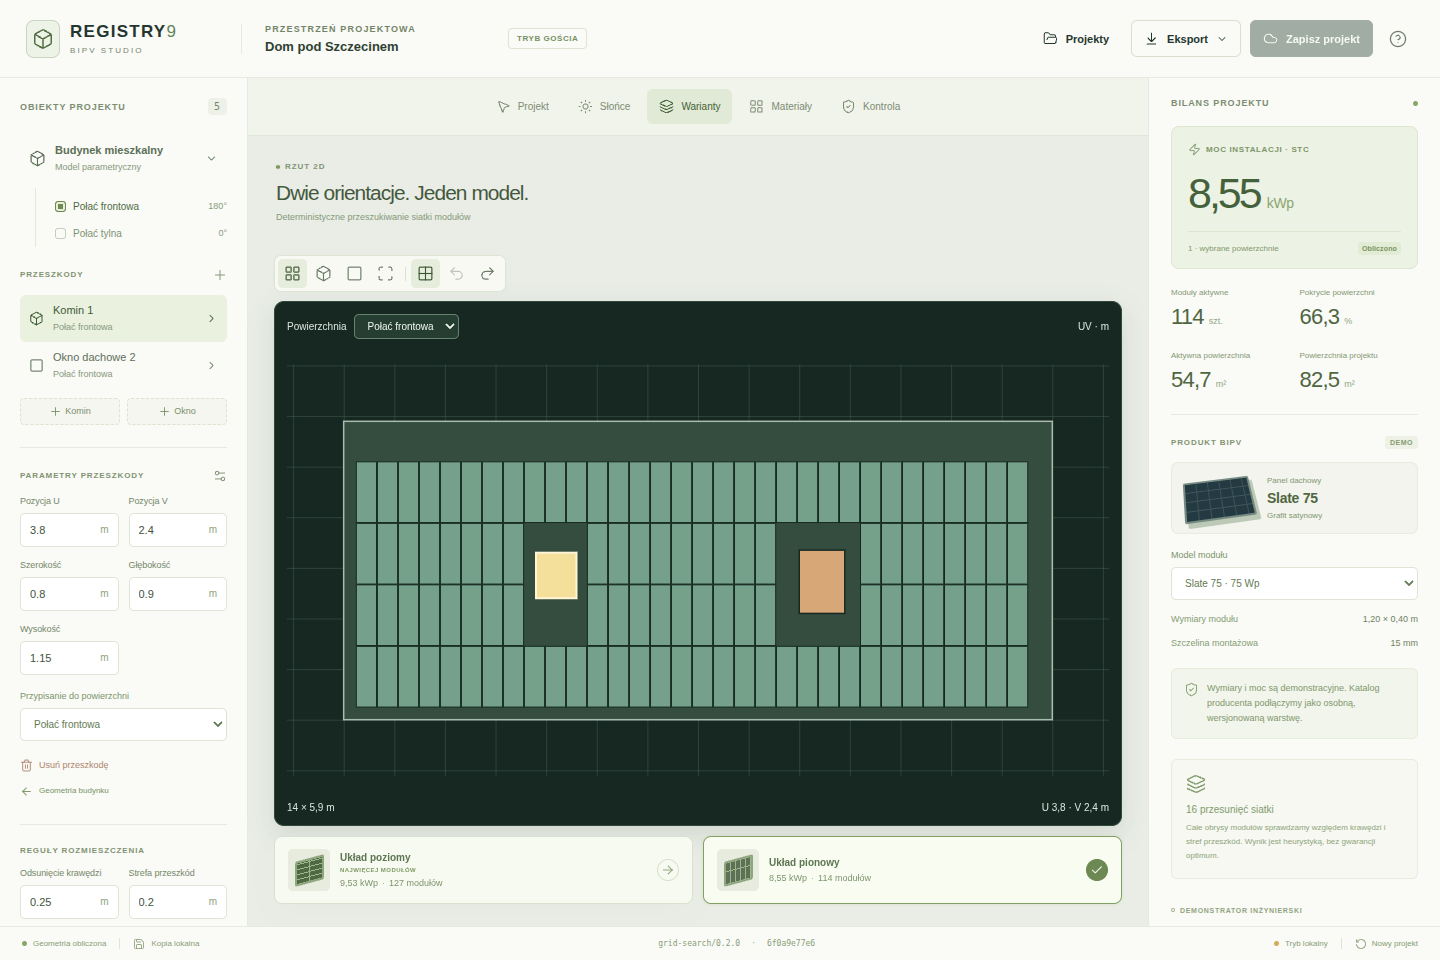 REGISTRY9
BIPV STUDIO
PRZESTRZEŃ PROJEKTOWA
Dom pod Szczecinem
TRYB GOŚCIA
Projekty
Eksport
Zapisz projekt
OBIEKTY PROJEKTU
5
Budynek mieszkalny
Model parametryczny
Połać frontowa 180°
Połać tylna 0°
PRZESZKODY
Komin 1
Połać frontowa
Okno dachowe 2
Połać frontowa
Komin
Okno
PARAMETRY PRZESZKODY
Pozycja U
Pozycja V
3.8 m
2.4 m
Szerokość
Głębokość
0.8 m
0.9 m
Wysokość
1.15 m
Przypisanie do powierzchni
Połać frontowa
Usuń przeszkodę
Geometria budynku
REGUŁY ROZMIESZCZENIA
Odsunięcie krawędzi
Strefa przeszkód
0.25 m
0.2 m
Projekt
Słońce
Warianty
Materiały
Kontrola
RZUT 2D
Dwie orientacje. Jeden model.
Deterministyczne przeszukiwanie siatki modułów
Powierzchnia
Połać frontowa
UV · m
14 × 5,9 m
U 3,8 · V 2,4 m
Układ poziomy
NAJWIĘCEJ MODUŁÓW
9,53 kWp · 127 modułów
Układ pionowy
8,55 kWp · 114 modułów
BILANS PROJEKTU
MOC INSTALACJI · STC
8,55 kWp
1 · wybrane powierzchnie
Obliczono
Moduły aktywne
Pokrycie powierzchni
114 szt.
66,3 %
Aktywna powierzchnia
Powierzchnia projektu
54,7 m²
82,5 m²
PRODUKT BIPV
DEMO
Panel dachowy
Slate 75
Grafit satynowy
Model modułu
Slate 75 · 75 Wp
Wymiary modułu 1,20 × 0,40 m
Szczelina montażowa 15 mm
Wymiary i moc są demonstracyjne. Katalog
producenta podłączymy jako osobną,
wersjonowaną warstwę.
16 przesunięć siatki
Całe obrysy modułów sprawdzamy względem krawędzi i
stref przeszkód. Wynik jest heurystyką, bez gwarancji
optimum.
DEMONSTRATOR INŻYNIERSKI
Geometria obliczona
Kopia lokalna
grid-search/0.2.0 · 6f0a9e77e6
Tryb lokalny
Nowy projekt